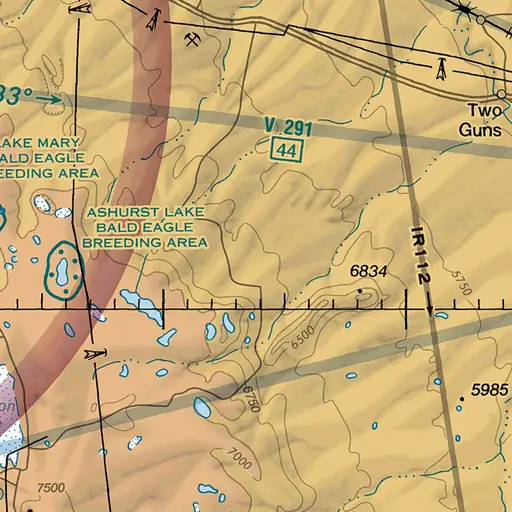 Two
Guns
V 291
44
33°
LAKE MARY
BALD EAGLE
BREEDING AREA
ASHURST LAKE
BALD EAGLE
BREEDING AREA
IR112
5750
6834
6500
6750
5985
7000
7500